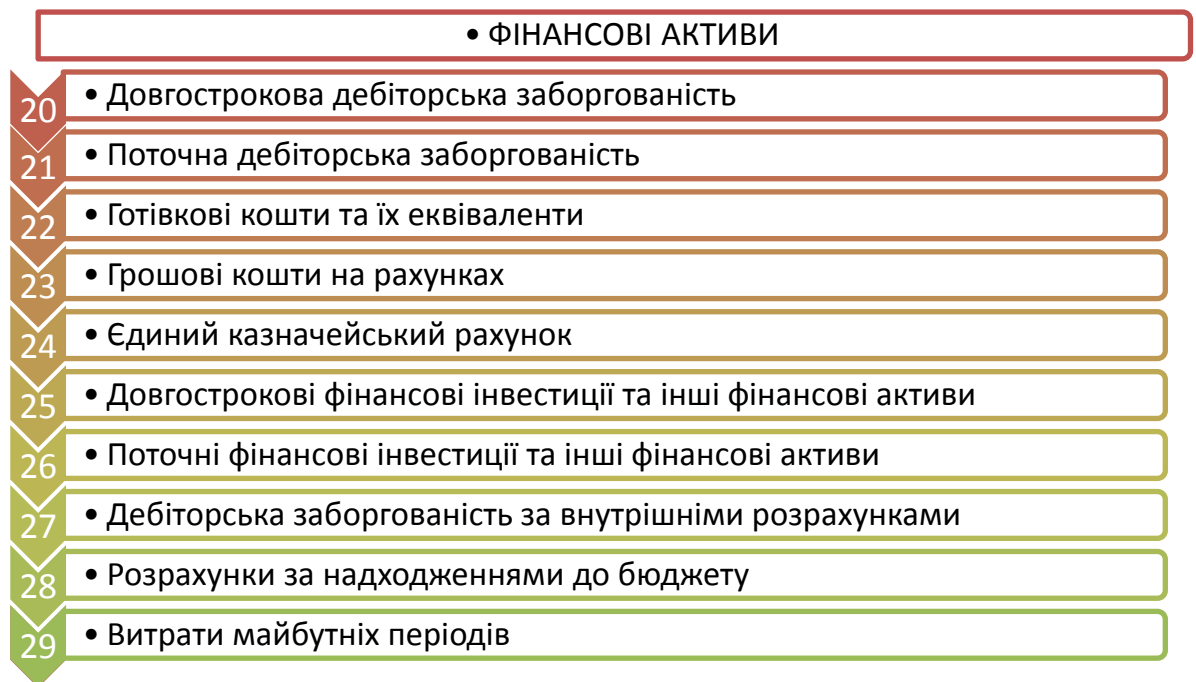 • ФІНАНСОВІ АКТИВИ
20 • Довгострокова дебіторська заборгованість
21 • Поточна дебіторська заборгованість
22 • Готівкові кошти та їх еквіваленти
23 • Грошові кошти на рахунках
24 • Єдиний казначейський рахунок
25 • Довгострокові фінансові інвестиції та інші фінансові активи
26 • Поточні фінансові інвестиції та інші фінансові активи
27 • Дебіторська заборгованість за внутрішніми розрахунками
28 • Розрахунки за надходженнями до бюджету
29 • Витрати майбутніх періодів